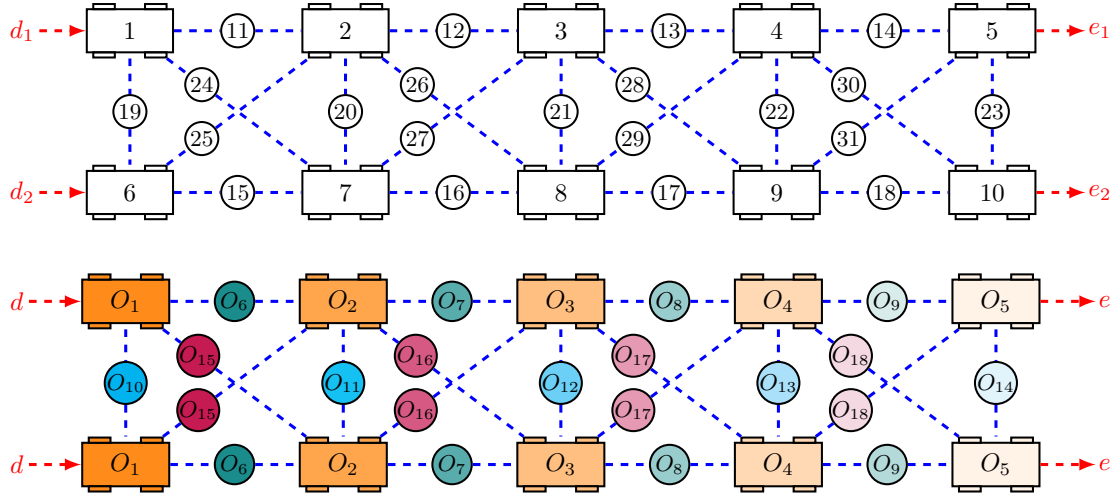 d₁ 1 11 2 12 3 13 4 14 5 e₁
24 26 28 30
19 20 21 22 23
25 27 29 31
d₂ 6 15 7 16 8 17 9 18 10 e₂
d O₁ O₆ O₂ O₇ O₃ O₈ O₄ O₉ O₅ e
O₁₅ O₁₆ O₁₇ O₁₈
O₁₀ O₁₁ O₁₂ O₁₃ O₁₄
O₁₅ O₁₆ O₁₇ O₁₈
d O₁ O₆ O₂ O₇ O₃ O₈ O₄ O₉ O₅ e